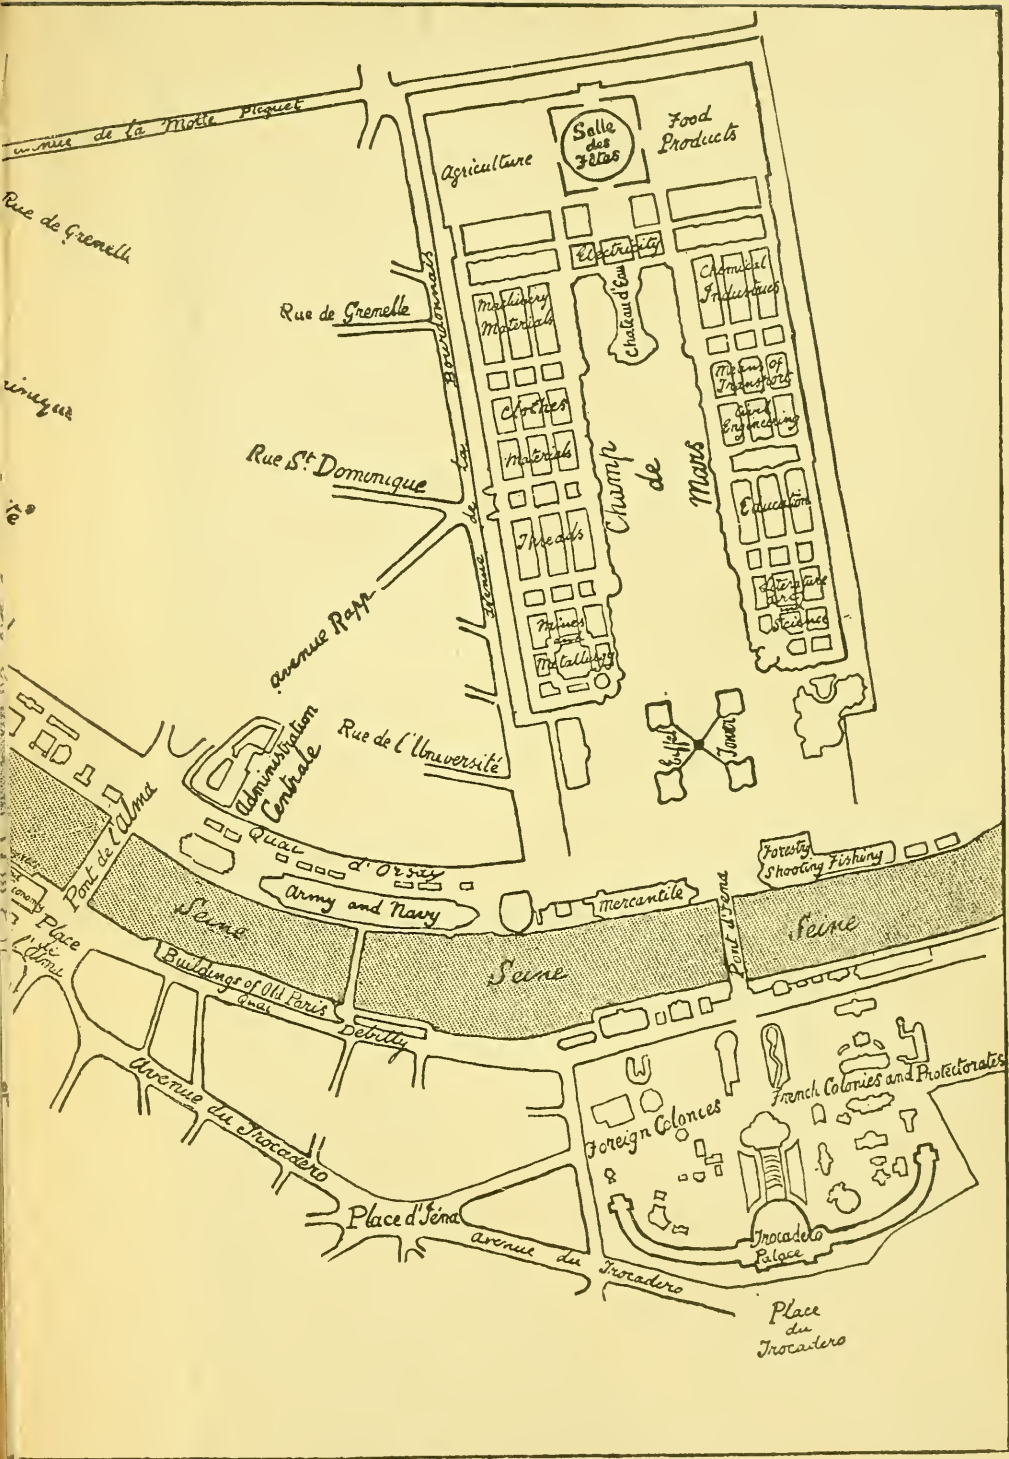 de la Motte Picquet
Rue de Grenelle
Agriculture
Salle
des
Fêtes
Food
Products
Electricity
Chateau d'Eau
Chemical
Industries
Machinery
Materials
Rue de Grenelle
Bourdonnais
Means of
Transport
Civil
Engineering
Clothes
Materials
Rue St. Dominique
la
de
Champ
de
Mars
Education
Threads
Avenue Rapp
Literature
and
Science
Mines
and
Metallurgy
Administration
Centrale
Rue de l'Université
Eiffel
Tower
Pont de l'Alma
Quai d'Orsay
Army and Navy
Mercantile
Forestry
Shooting Fishing
Pont d'Iéna
Seine
Seine
Seine
Place
de
l'Alma
Buildings of Old Paris
Quai Debilly
Avenue du Trocadero
Foreign Colonies
French Colonies and Protectorates
Place d'Iéna
avenue du Trocadero
Trocadero
Palace
Place
du
Trocadero